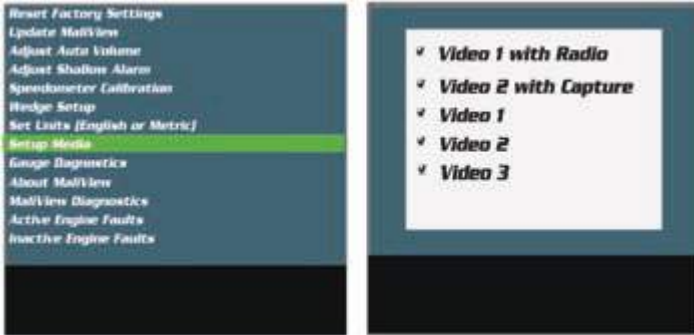 Reset Factory Settings
Update MaliView
Adjust Auto Volume
Adjust Shallow Alarm
Speedometer Calibration
Wedge Setup
Set Units [English or Metric]
Setup Media
Gauge Dagnostics
About MaliView
MaliView Diagnostics
Active Engine Faults
Inactive Engine Faults
Video 1 with Radio
Video 2 with Capture
Video 1
Video 2
Video 3